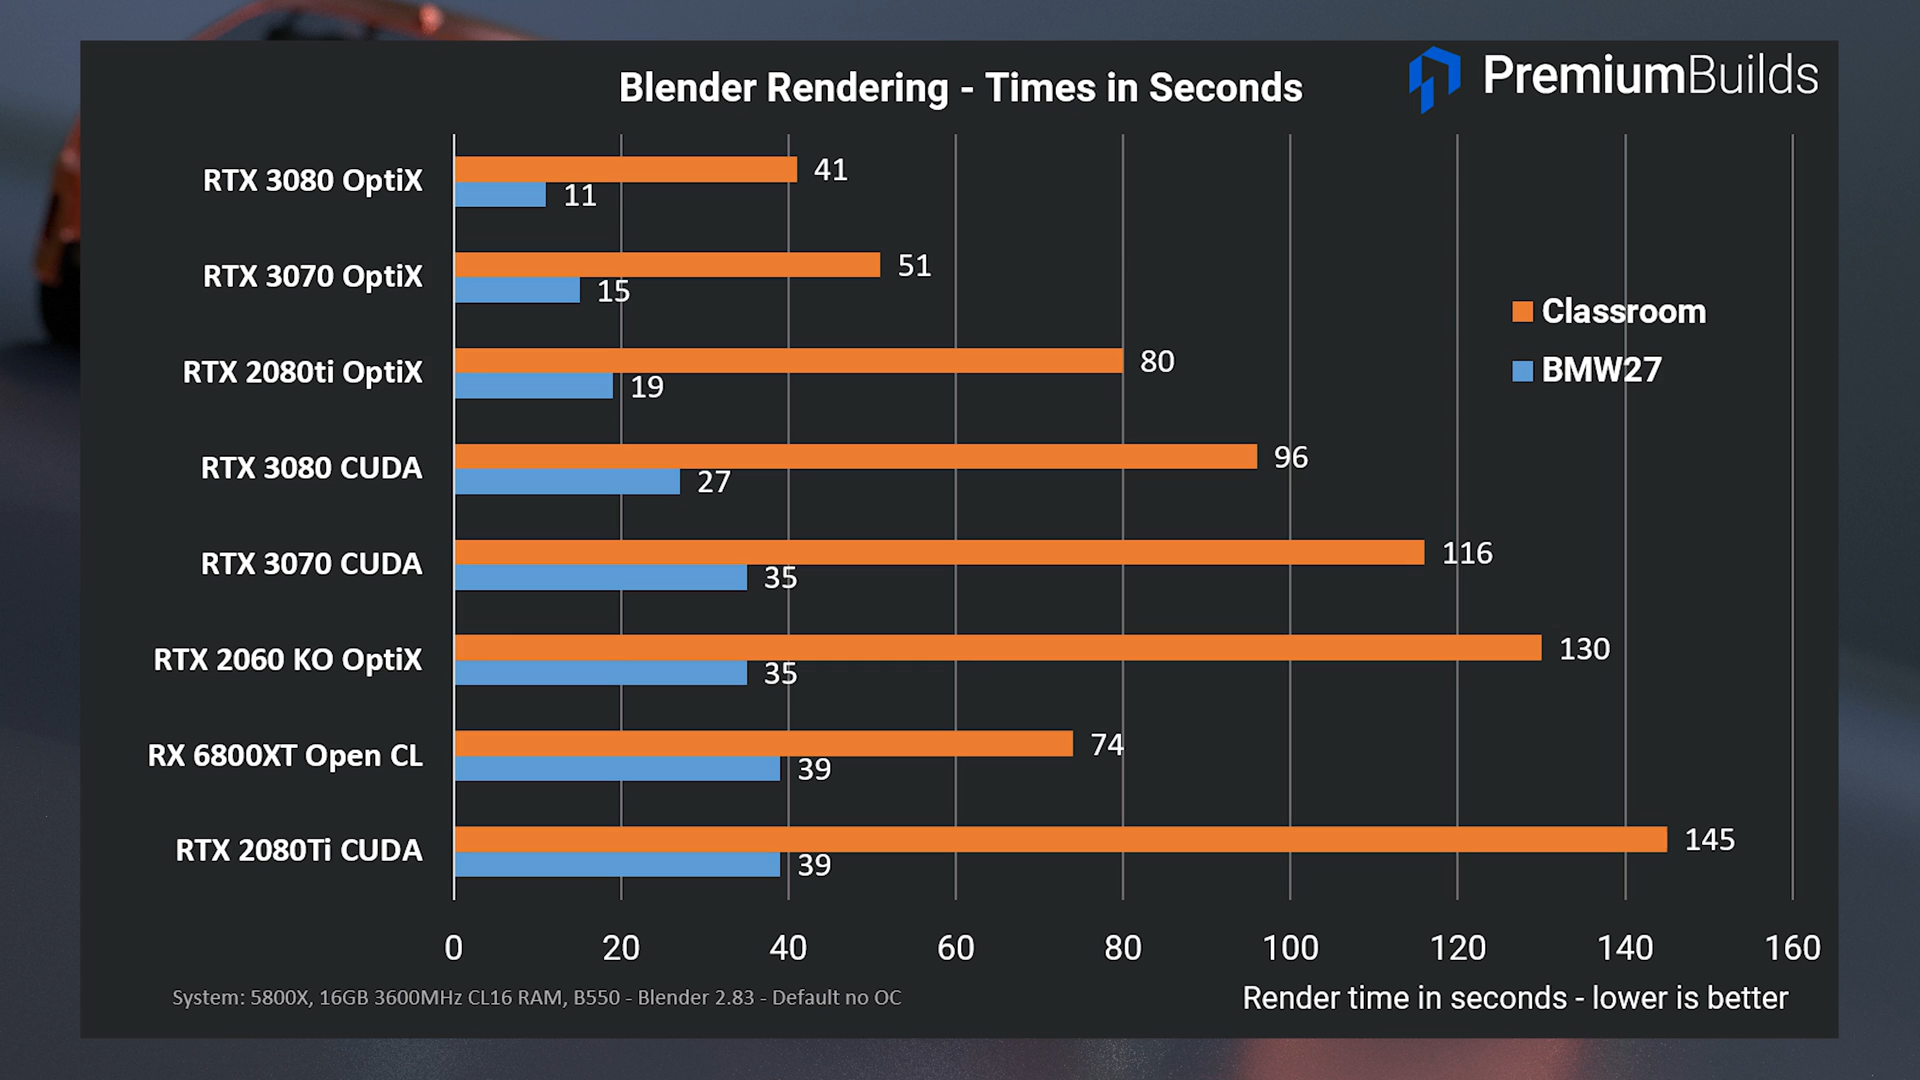 Blender Rendering - Times in Seconds
PremiumBuilds
RTX 3080 OptiX
41
11
RTX 3070 OptiX
51
15
RTX 2080ti OptiX
80
19
RTX 3080 CUDA
96
27
RTX 3070 CUDA
116
35
RTX 2060 KO OptiX
130
35
RX 6800XT Open CL
74
39
RTX 2080Ti CUDA
145
39
Classroom
BMW27
0 20 40 60 80 100 120 140 160
System: 5800X, 16GB 3600MHz CL16 RAM, B550 - Blender 2.83 - Default no OC
Render time in seconds - lower is better